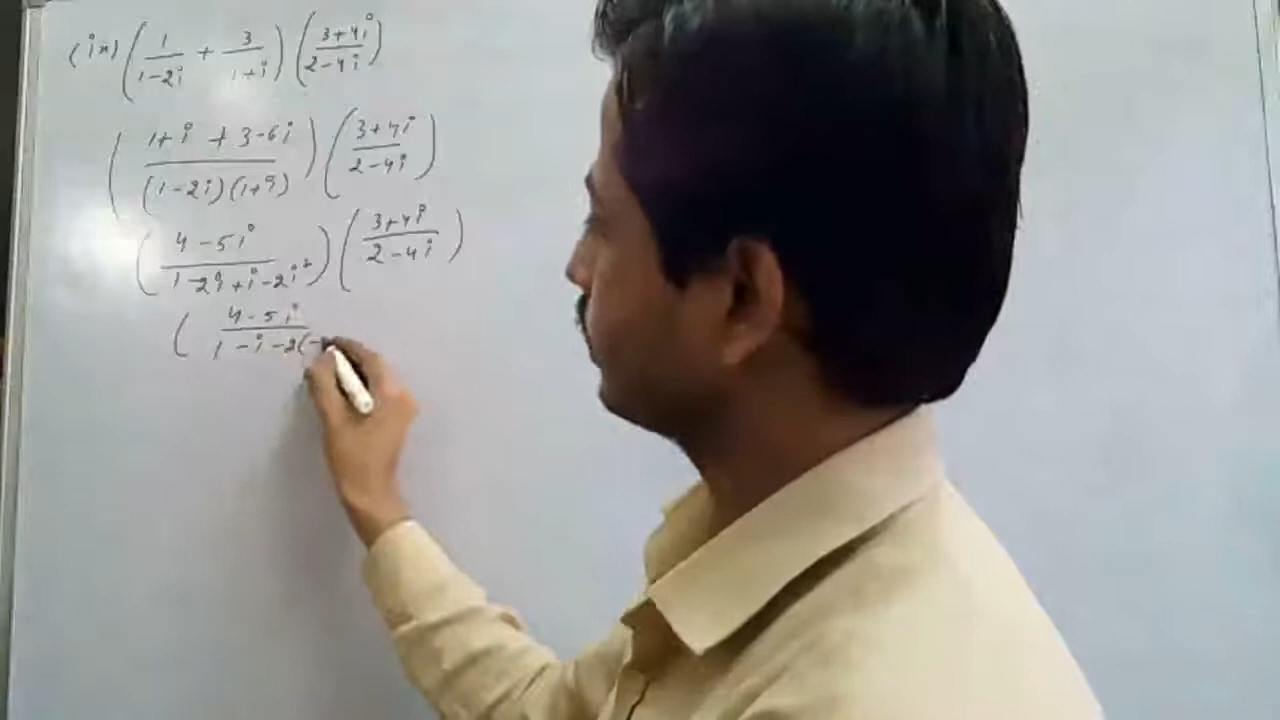 (ix) (1/1-2i + 3/1+i) (3+4i/2-4i)
(1+i+3-6i/(1-2i)(1+i)) (3+4i/2-4i)
(4-5i/1-2i+i-2i²) (3+4i/2-4i)
(4-5i/1-i-2(-